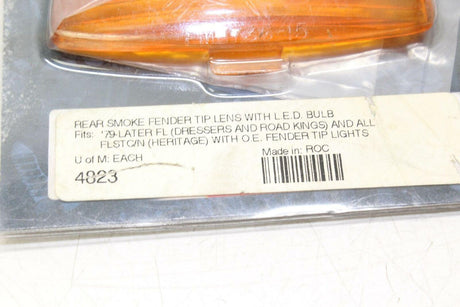 REAR SMOKE FENDER TIP LENS WITH L.E.D. BULB
Fits: '79-LATER FL (DRESSERS AND ROAD KINGS) AND ALL
FLSTC/N (HERITAGE) WITH O.E. FENDER TIP LIGHTS
U of M: EACH
Made in: ROC
4823